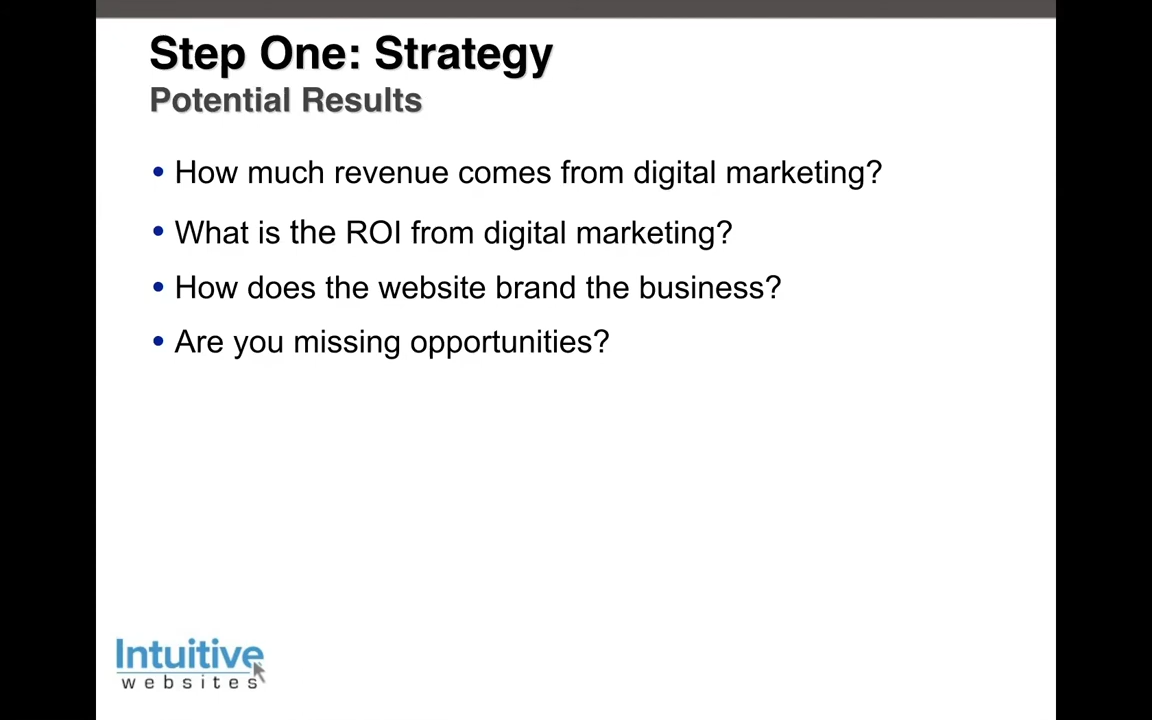 Step One: Strategy
Potential Results
• How much revenue comes from digital marketing?
• What is the ROI from digital marketing?
• How does the website brand the business?
• Are you missing opportunities?
Intuitive
websites